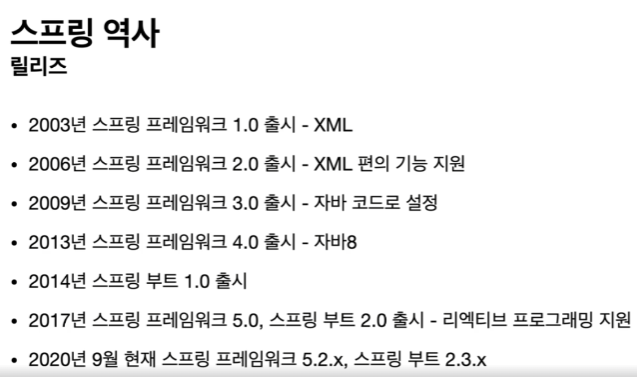 스프링 역사
릴리즈
• 2003년 스프링 프레임워크 1.0 출시 - XML
• 2006년 스프링 프레임워크 2.0 출시 - XML 편의 기능 지원
• 2009년 스프링 프레임워크 3.0 출시 - 자바 코드로 설정
• 2013년 스프링 프레임워크 4.0 출시 - 자바8
• 2014년 스프링 부트 1.0 출시
• 2017년 스프링 프레임워크 5.0, 스프링 부트 2.0 출시 - 리엑티브 프로그래밍 지원
• 2020년 9월 현재 스프링 프레임워크 5.2.x, 스프링 부트 2.3.x